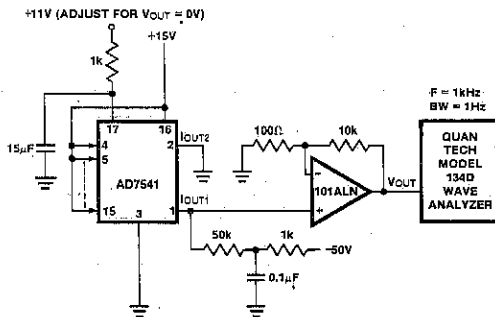 +11V (ADJUST FOR VOUT = 0V)
+15V
1k
15μF
17
16
4
5
15
2
1
3
AD7541
IOUT2
IOUT1
100Ω
10k
101ALN
VOUT
50k
1k
–50V
0.1μF
F = 1kHz
BW = 1Hz
QUAN
TECH
MODEL
134D
WAVE
ANALYZER